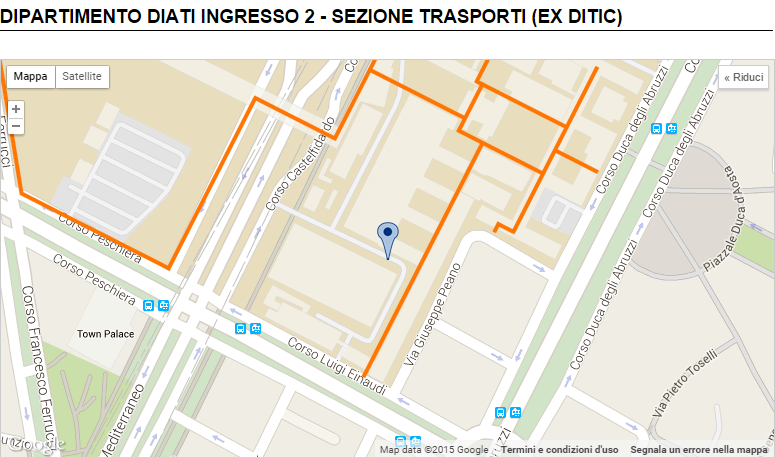 DIPARTIMENTO DIATI INGRESSO 2 - SEZIONE TRASPORTI (EX DITIC)
Mappa
Satellite
« Riduci
+
−
Ferrucci
Corso Castelfidardo
Corso Duca degli Abruzzi
Corso Duca degli Abruzzi
Piazzale Duca d'Aosta
Corso Peschiera
Corso Peschiera
Via Giuseppe Peano
Corso Duca degli Abruzzi
Town Palace
Corso Francesco Ferrucci
Corso Luigi Einaudi
Via Pietro Toselli
Mediterraneo
Abruzzi
Google
Map data ©2015 Google
Termini e condizioni d'uso
Segnala un errore nella mappa